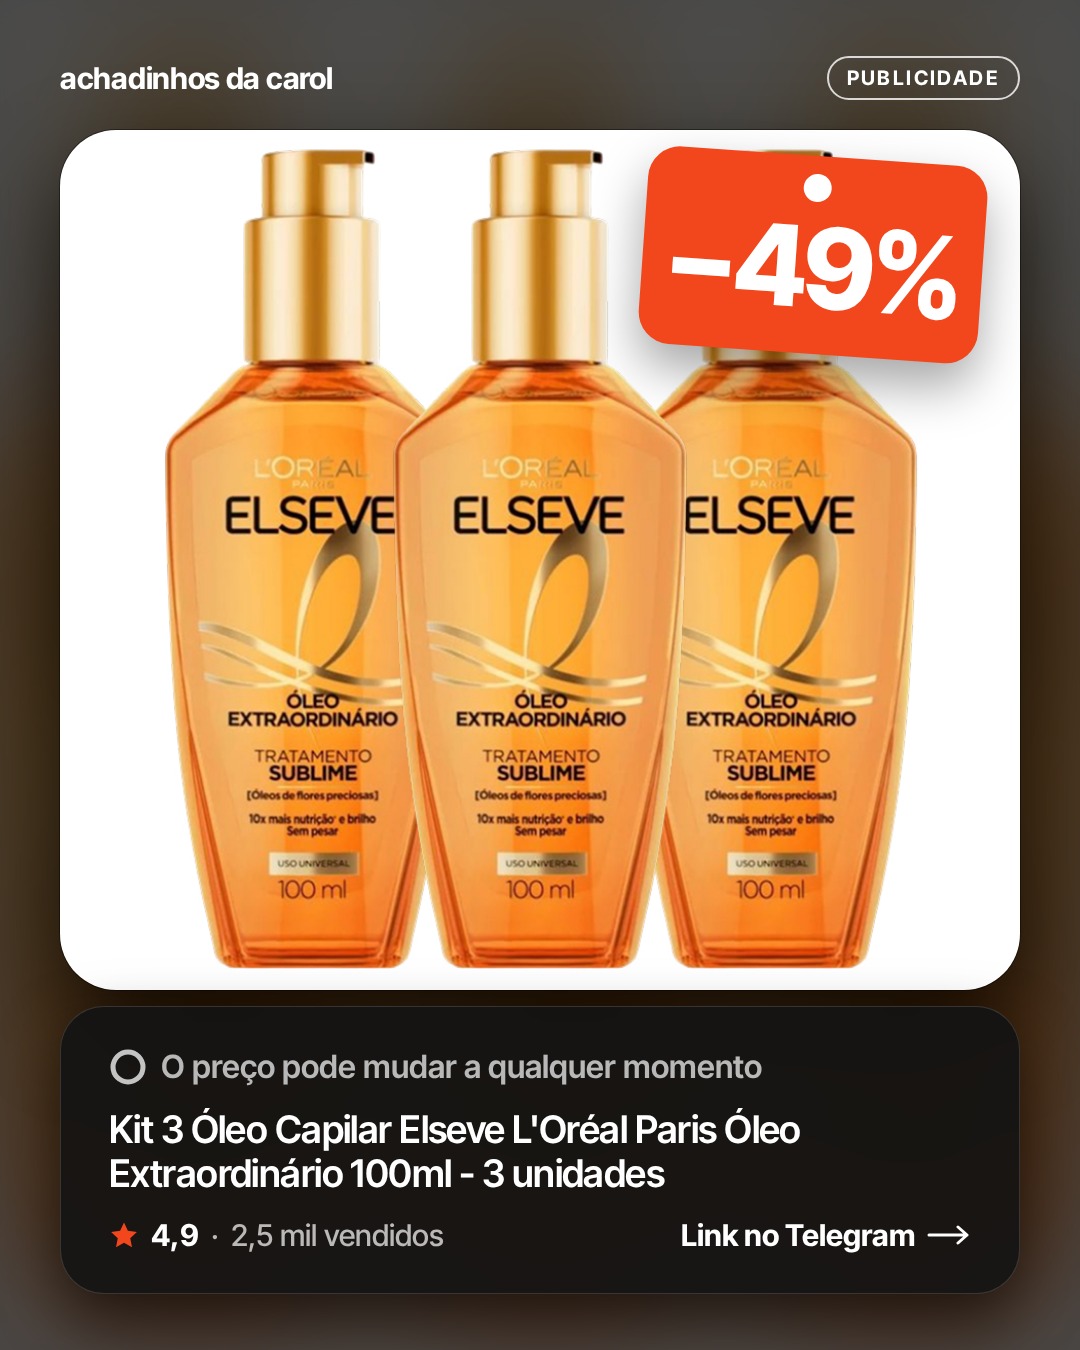 achadinhos da carol
PUBLICIDADE
–49%
L'ORÉAL
PARIS
ELSEVE
ÓLEO
EXTRAORDINÁRIO
TRATAMENTO
SUBLIME
[Óleos de flores preciosas]
10x mais nutrição* e brilho
Sem pesar
USO UNIVERSAL
100 ml
L'ORÉAL
PARIS
ELSEVE
ÓLEO
EXTRAORDINÁRIO
TRATAMENTO
SUBLIME
[Óleos de flores preciosas]
10x mais nutrição* e brilho
Sem pesar
USO UNIVERSAL
100 ml
L'ORÉAL
PARIS
ELSEVE
ÓLEO
EXTRAORDINÁRIO
TRATAMENTO
SUBLIME
[Óleos de flores preciosas]
10x mais nutrição* e brilho
Sem pesar
USO UNIVERSAL
100 ml
O preço pode mudar a qualquer momento
Kit 3 Óleo Capilar Elseve L'Oréal Paris Óleo
Extraordinário 100ml - 3 unidades
4,9 · 2,5 mil vendidos
Link no Telegram →